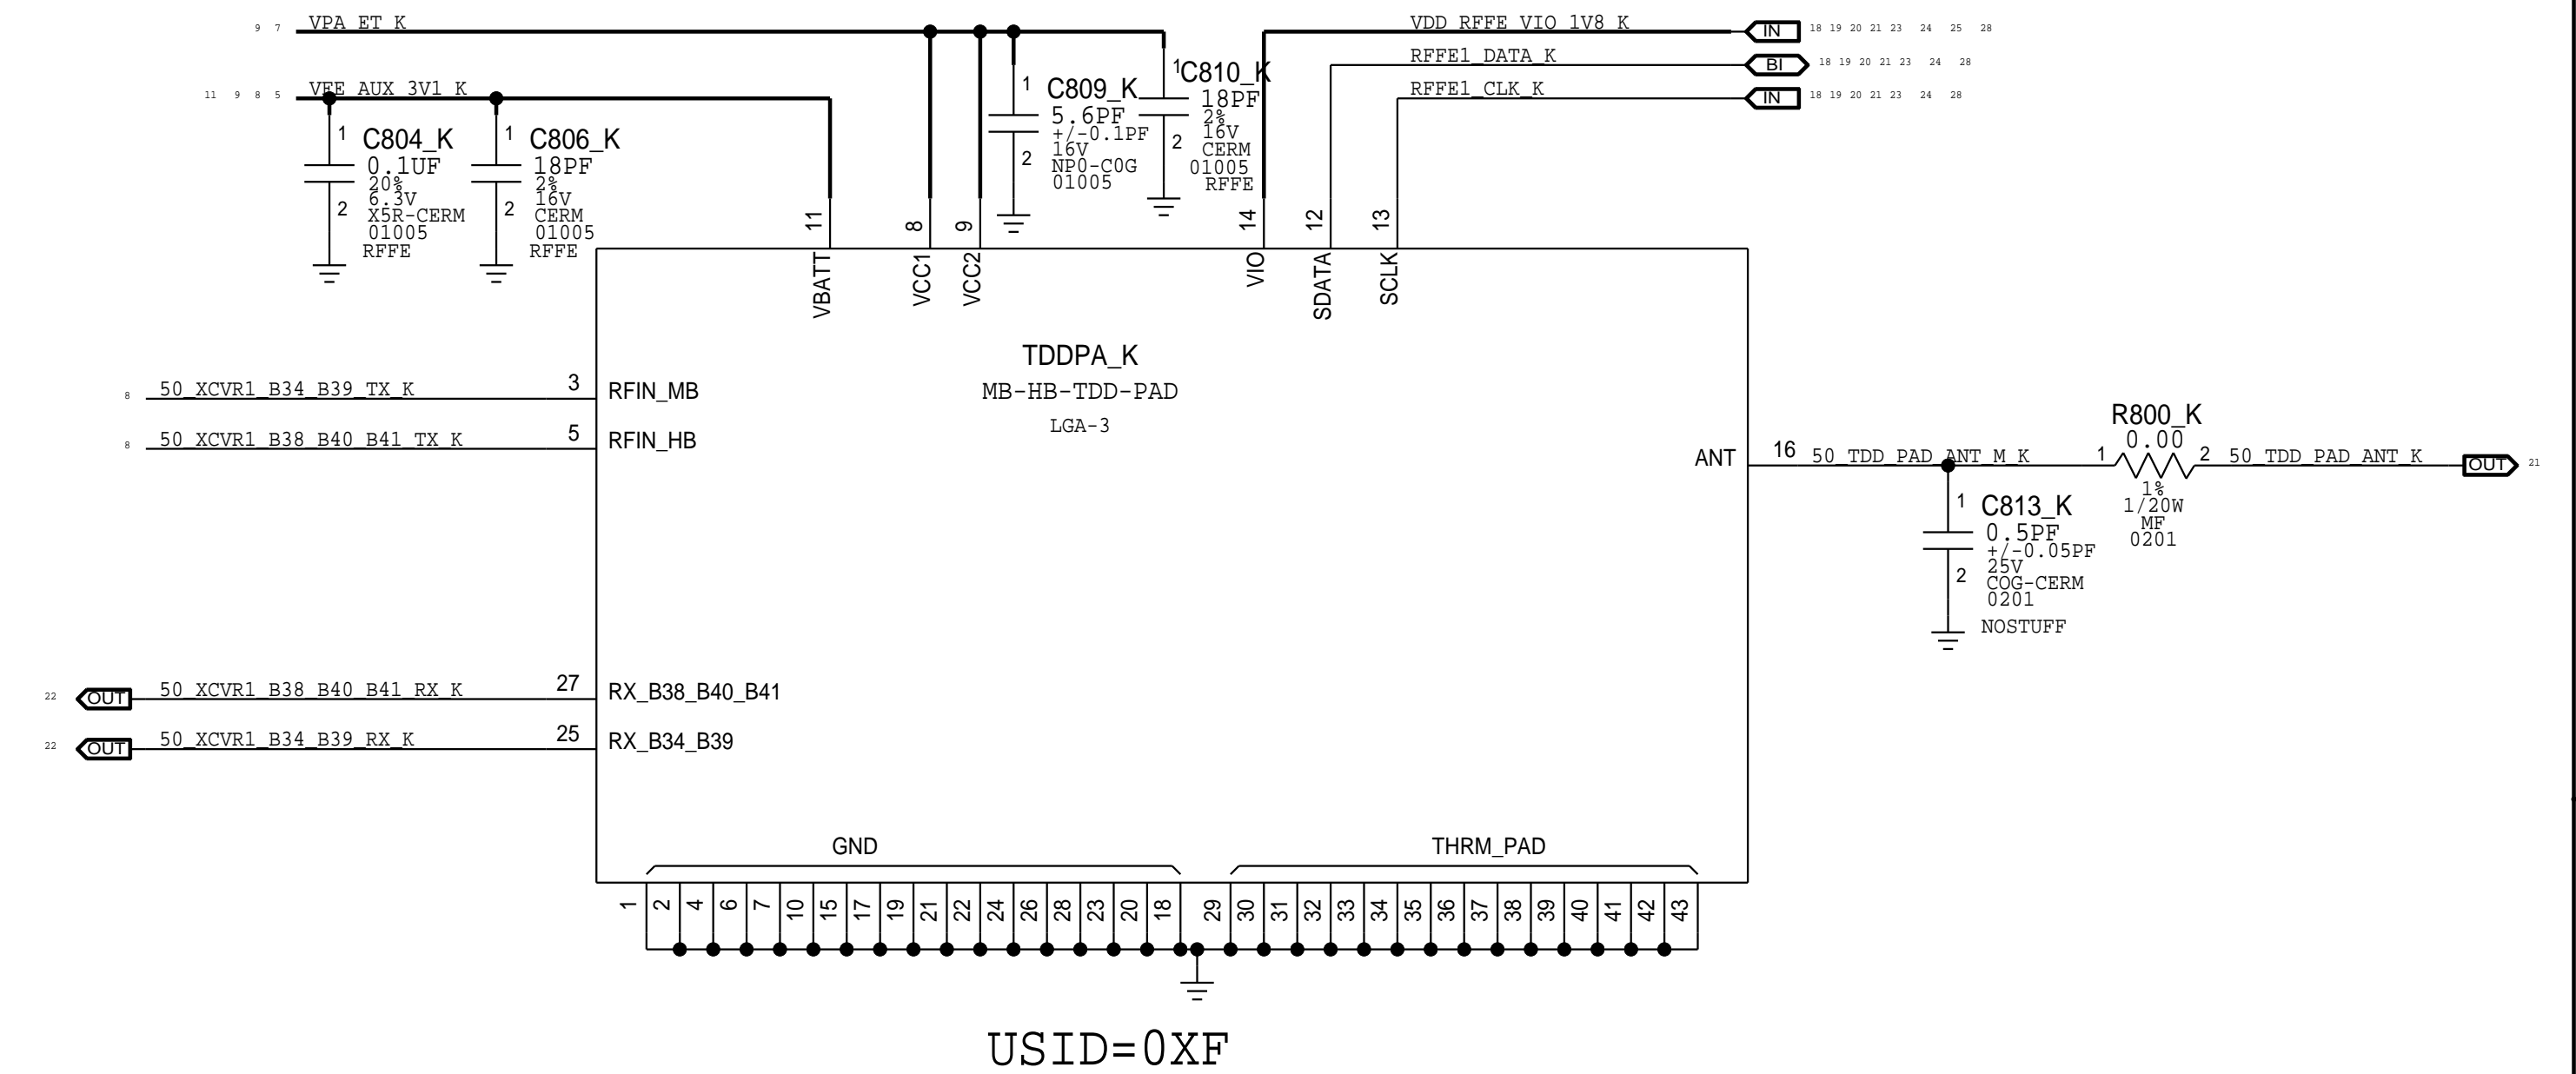 9 7 VPA_ET_K
VDD_RFFE_VIO_1V8_K IN 18 19 20 21 23 24 25 28
RFFE1_DATA_K BI 18 19 20 21 23 24 28
11 9 8 5 VFE_AUX_3V1_K
RFFE1_CLK_K IN 18 19 20 21 23 24 28
1
C804_K
0.1UF
20%
6.3V
2
X5R-CERM
01005
RFFE
1
C806_K
18PF
2%
16V
2
CERM
01005
RFFE
1
C809_K
5.6PF
+/-0.1PF
16V
2
NP0-C0G
01005
1
C810_K
18PF
2%
16V
2
CERM
01005
RFFE
11 8 9 14 12 13
VBATT VCC1 VCC2 VIO SDATA SCLK
TDDPA_K
MB-HB-TDD-PAD
LGA-3
8 50_XCVR1_B34_B39_TX_K 3 RFIN_MB
8 50_XCVR1_B38_B40_B41_TX_K 5 RFIN_HB
ANT 16 50_TDD_PAD_ANT_M_K
R800_K
0.00
1 2
1%
1/20W
MF
0201
50_TDD_PAD_ANT_K OUT 21
1
C813_K
0.5PF
+/-0.05PF
25V
2
COG-CERM
0201
NOSTUFF
22 OUT 50_XCVR1_B38_B40_B41_RX_K 27 RX_B38_B40_B41
22 OUT 50_XCVR1_B34_B39_RX_K 25 RX_B34_B39
GND THRM_PAD
1 2 4 6 7 10 15 17 19 21 22 24 26 28 23 20 18 29 30 31 32 33 34 35 36 37 38 39 40 41 42 43
USID=0XF